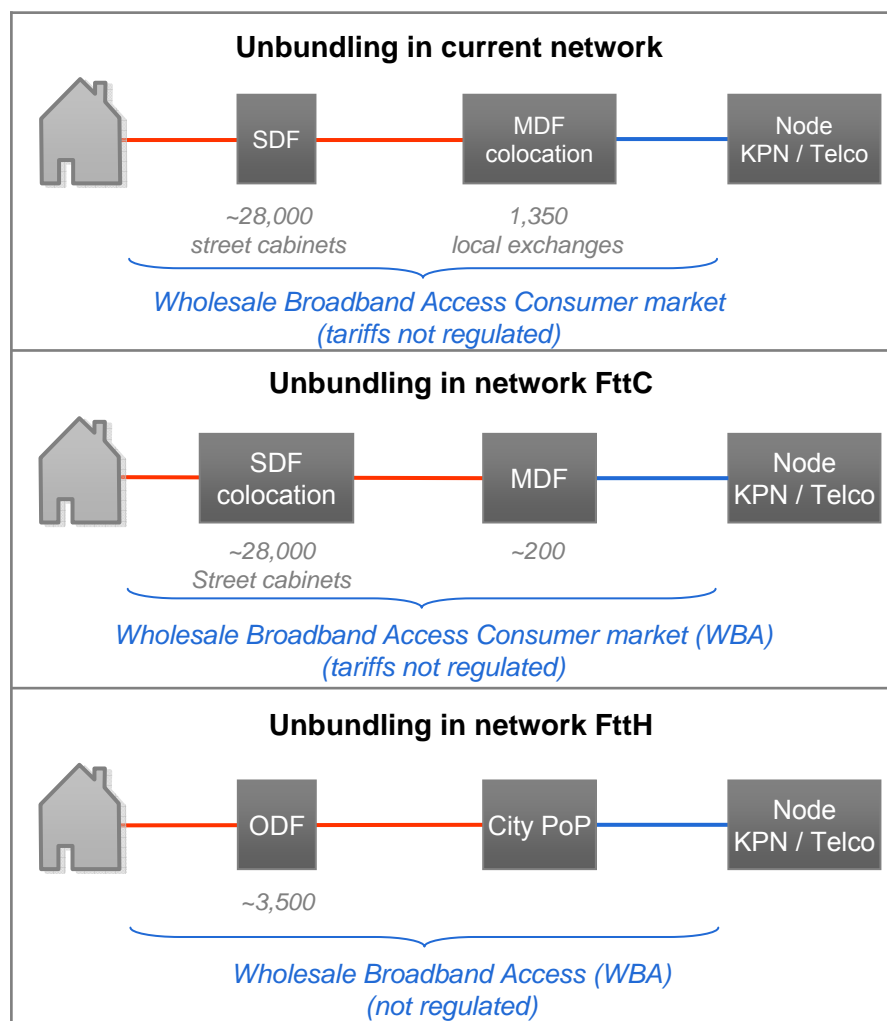 Unbundling in current network
SDF
MDF
colocation
Node
KPN / Telco
~28,000
street cabinets
1,350
local exchanges
Wholesale Broadband Access Consumer market
(tariffs not regulated)
Unbundling in network FttC
SDF
colocation
MDF
Node
KPN / Telco
~28,000
Street cabinets
~200
Wholesale Broadband Access Consumer market (WBA)
(tariffs not regulated)
Unbundling in network FttH
ODF
City PoP
Node
KPN / Telco
~3,500
Wholesale Broadband Access (WBA)
(not regulated)